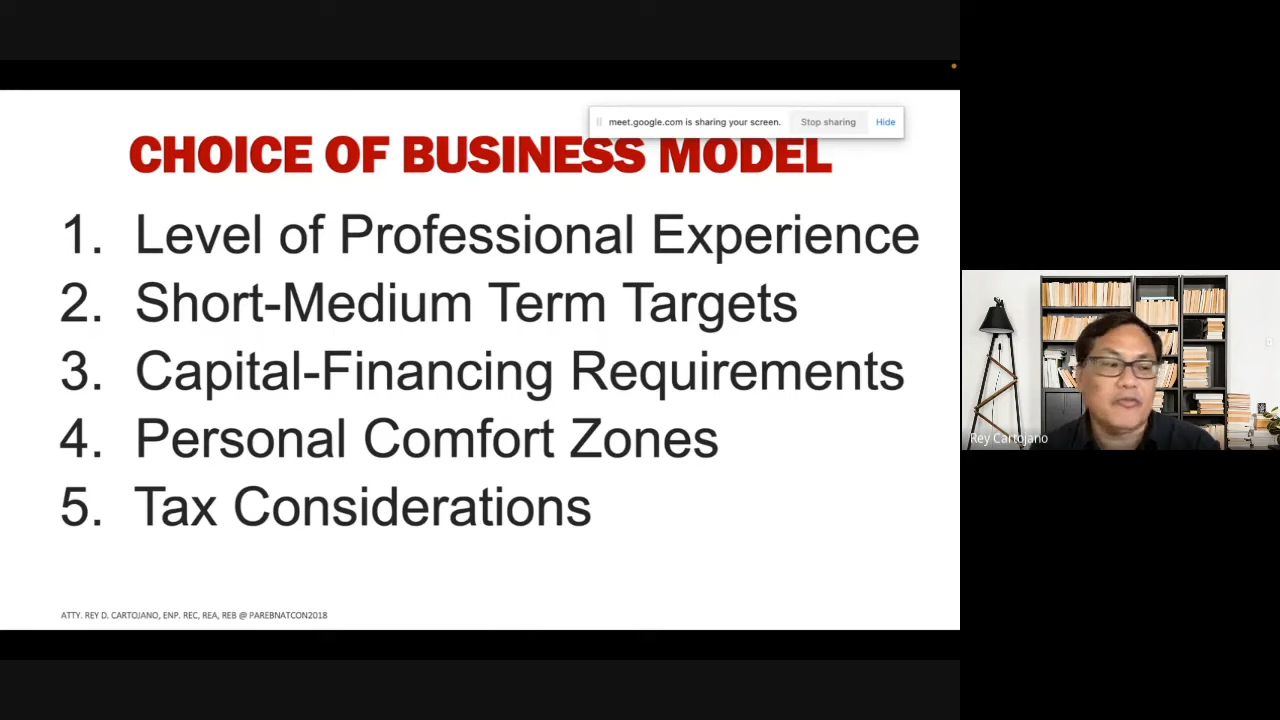 meet.google.com is sharing your screen. Stop sharing Hide
CHOICE OF BUSINESS MODEL
1. Level of Professional Experience
2. Short-Medium Term Targets
3. Capital-Financing Requirements
4. Personal Comfort Zones
5. Tax Considerations
Rey Cartojano
ATTY. REY D. CARTOJANO, ENP. REC, REA, REB @ PAREBNATCON2018